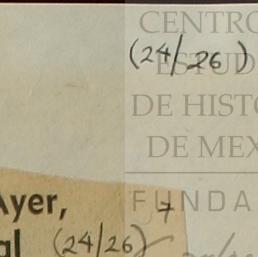 CENTRO
(24/26)
ESTUD
DE HISTO
DE MEX
FUNDA
Ayer,
7
al (24/26)